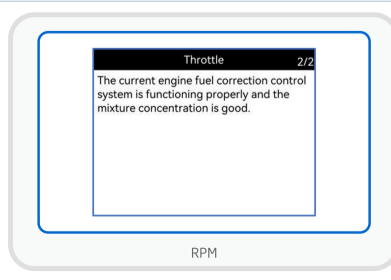 Throttle 2/2
The current engine fuel correction control
system is functioning properly and the
mixture concentration is good.
RPM